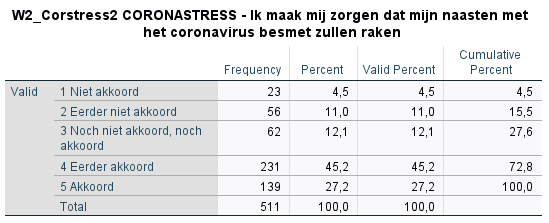 W2_Corstress2 CORONASTRESS - Ik maak mij zorgen dat mijn naasten met
het coronavirus besmet zullen raken
Frequency Percent Valid Percent Cumulative Percent
Valid 1 Niet akkoord 23 4,5 4,5 4,5
2 Eerder niet akkoord 56 11,0 11,0 15,5
3 Noch niet akkoord, noch
akkoord 62 12,1 12,1 27,6
4 Eerder akkoord 231 45,2 45,2 72,8
5 Akkoord 139 27,2 27,2 100,0
Total 511 100,0 100,0